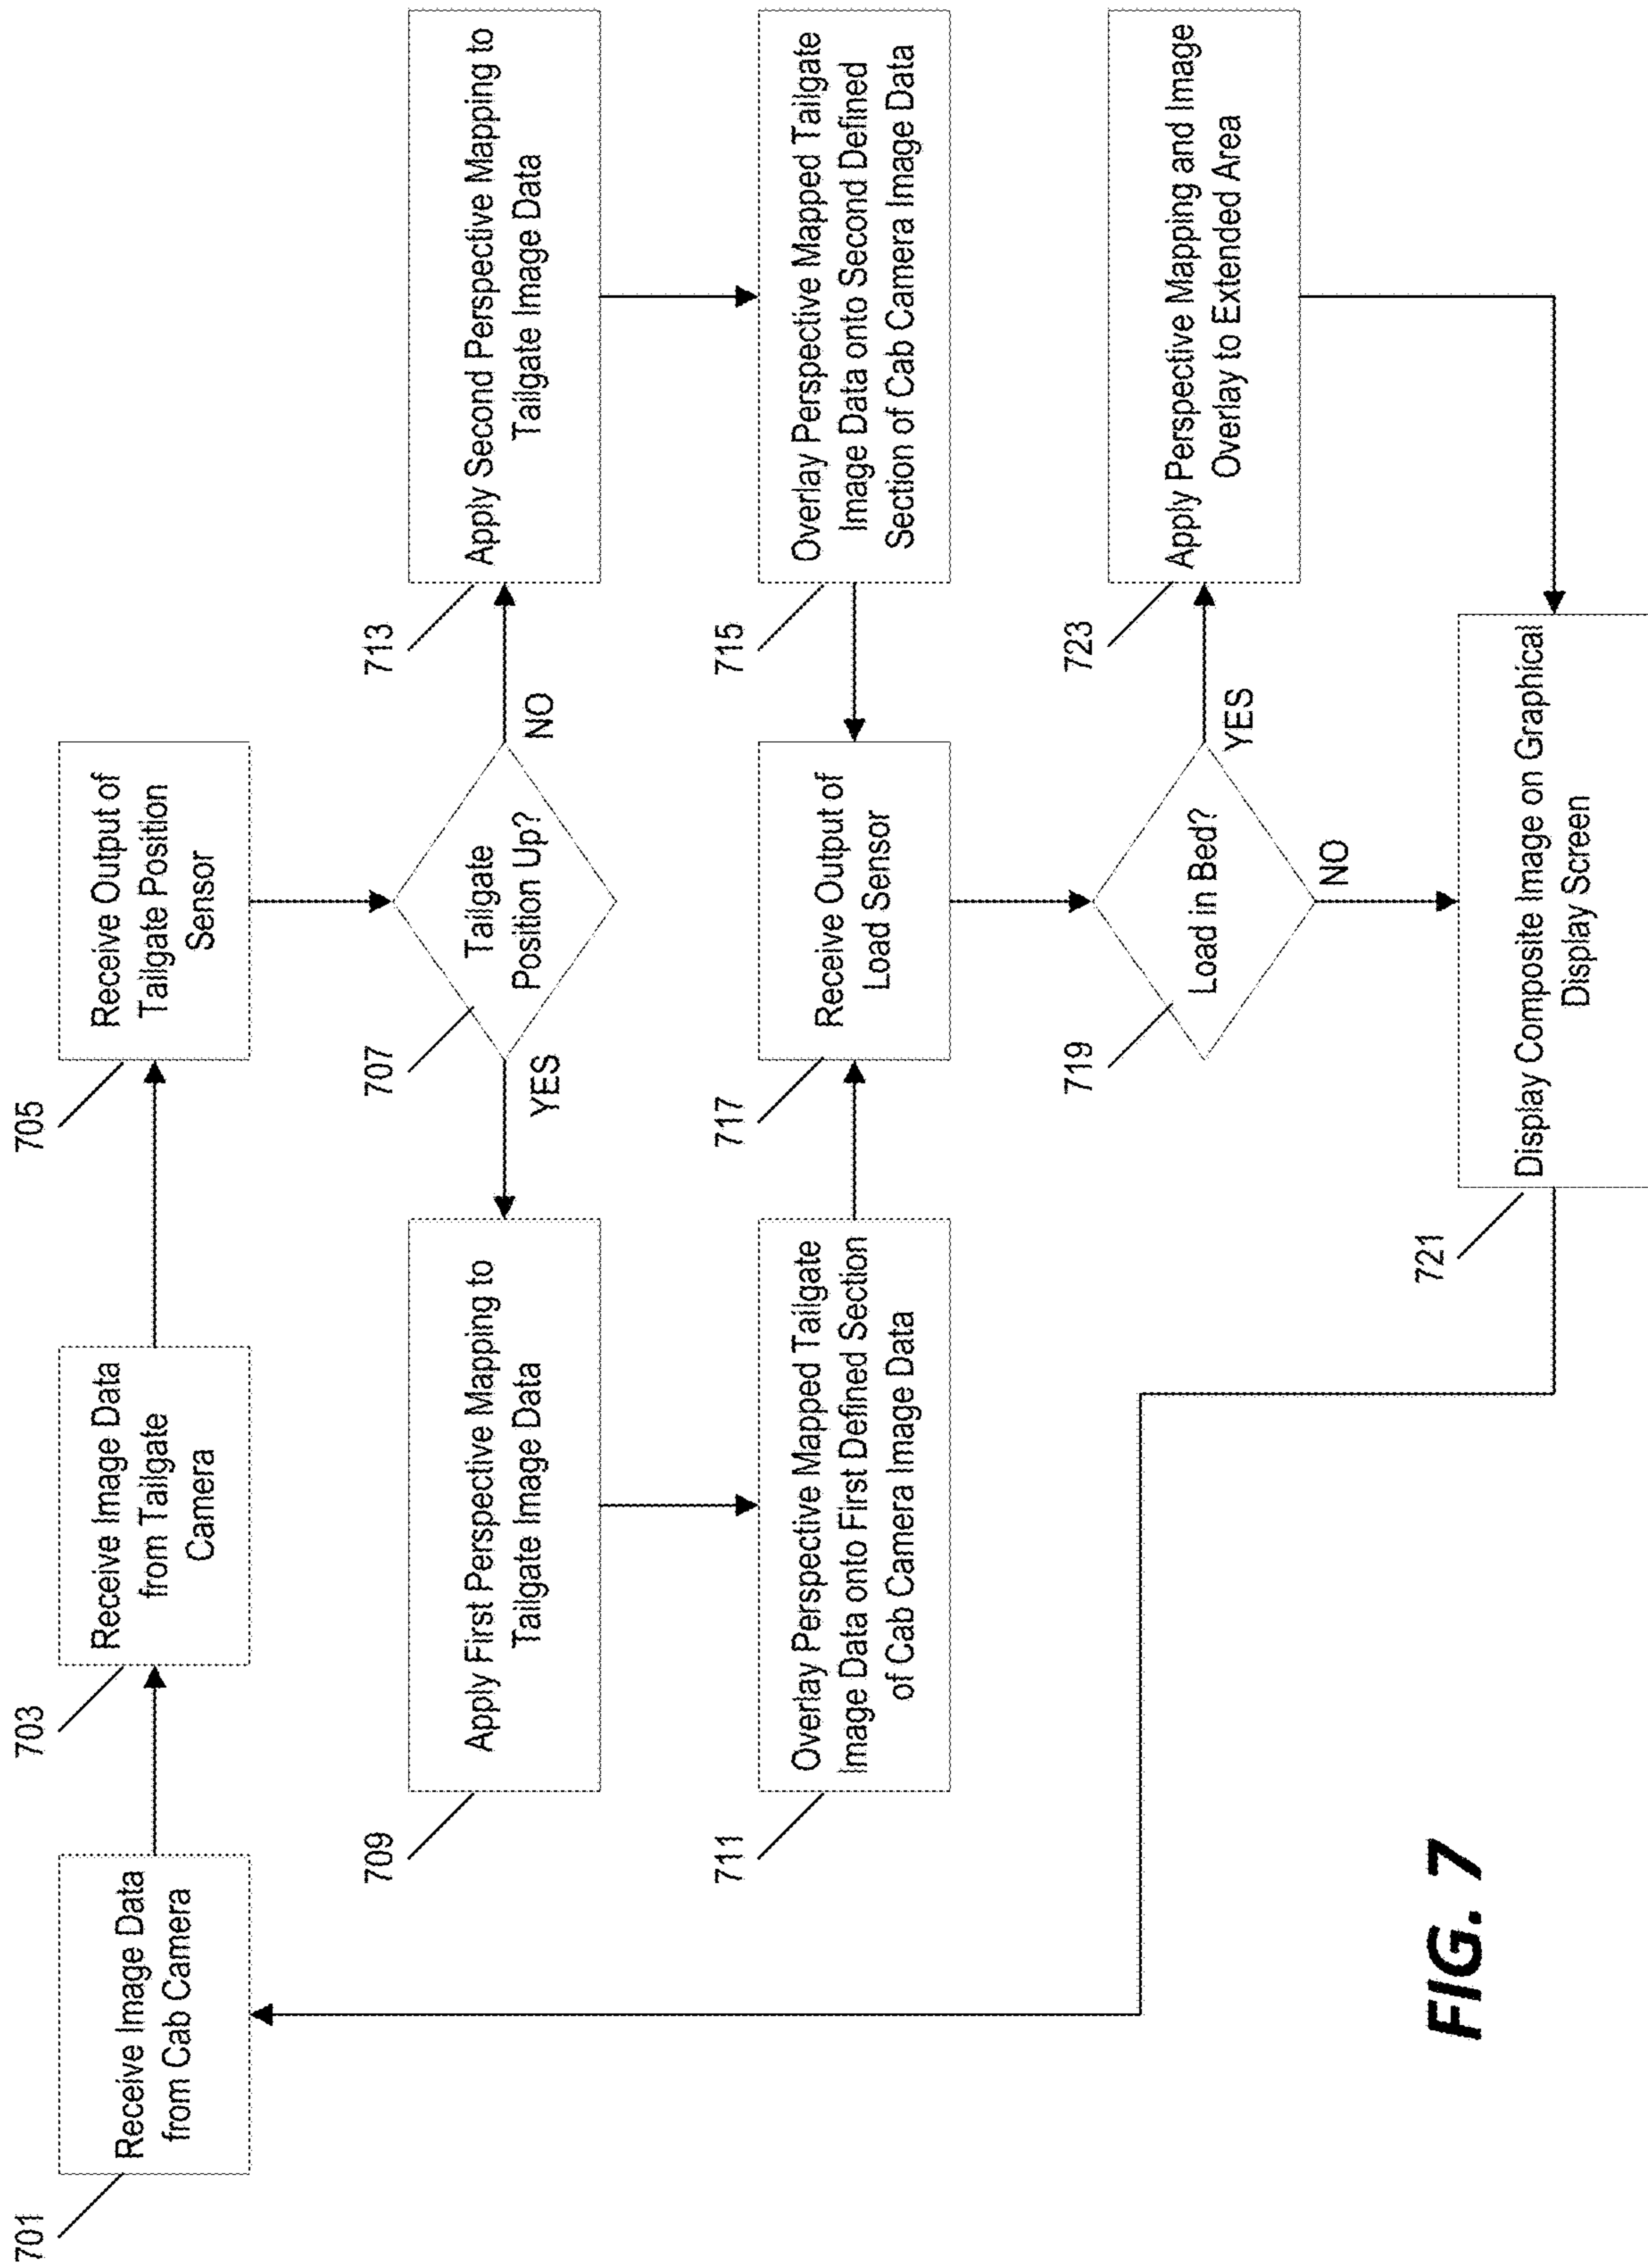 701
Receive Image Data
from Cab Camera
703
Receive Image Data
from Tailgate
Camera
705
Receive Output of
Tailgate Position
Sensor
707
Tailgate
Position Up?
YES
NO
709
Apply First Perspective Mapping to
Tailgate Image Data
713
Apply Second Perspective Mapping to
Tailgate Image Data
711
Overlay Perspective Mapped Tailgate
Image Data onto First Defined Section
of Cab Camera Image Data
717
Receive Output of
Load Sensor
715
Overlay Perspective Mapped Tailgate
Image Data onto Second Defined
Section of Cab Camera Image Data
719
Load in Bed?
YES
NO
723
Apply Perspective Mapping and Image
Overlay to Extended Area
721
Display Composite Image on Graphical
Display Screen
FIG. 7